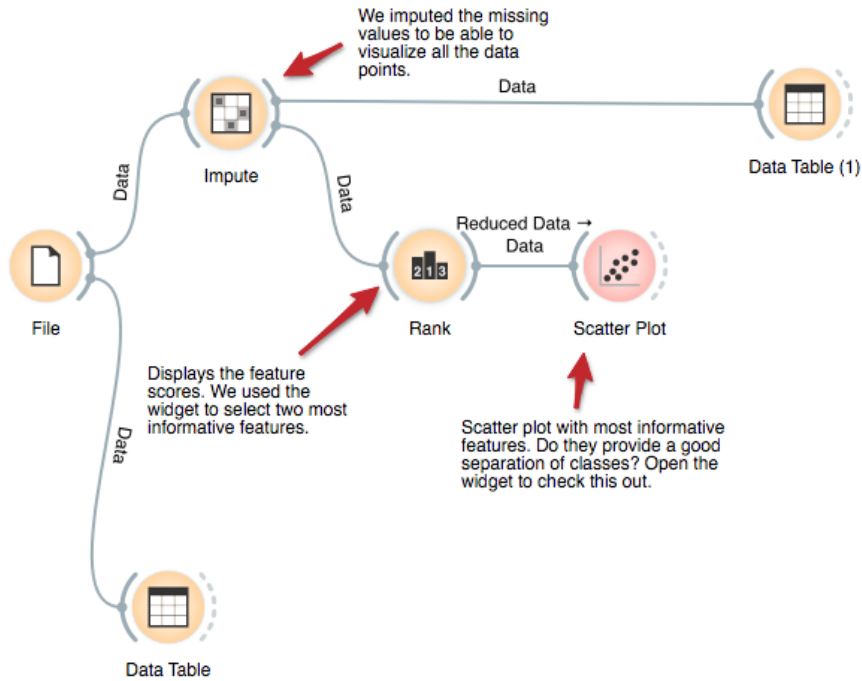 We imputed the missing
values to be able to
visualize all the data
points.
Data
Impute
Data Table (1)
Data
Data
Reduced Data →
Data
2 1 3
File
Rank
Scatter Plot
Displays the feature
scores. We used the
widget to select two most
informative features.
Scatter plot with most informative
features. Do they provide a good
separation of classes? Open the
widget to check this out.
Data
Data Table